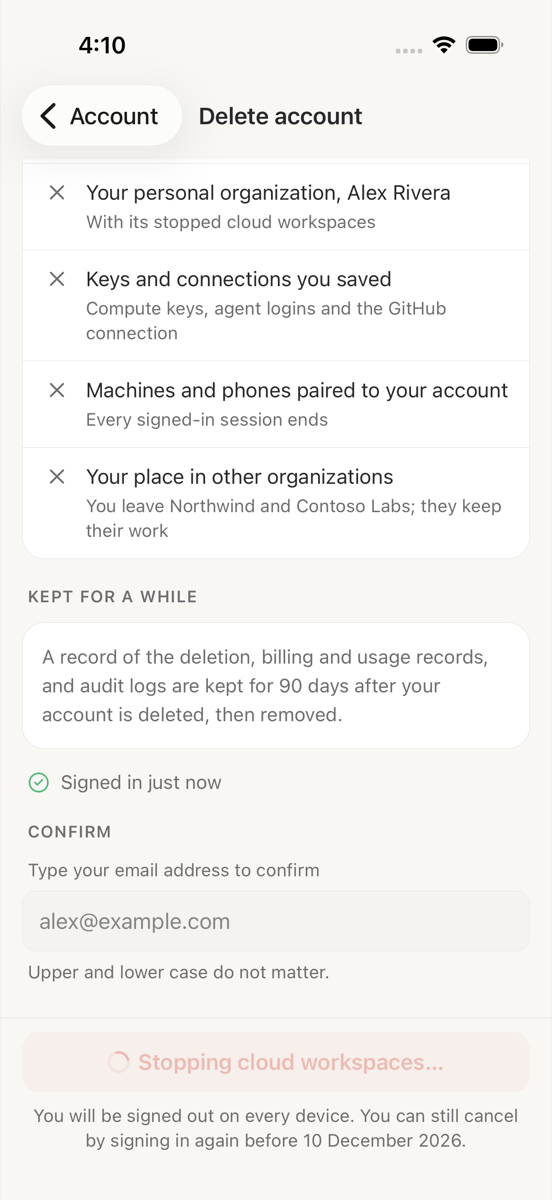 4:10
Account
Delete account
Your personal organization, Alex Rivera
With its stopped cloud workspaces
Keys and connections you saved
Compute keys, agent logins and the GitHub
connection
Machines and phones paired to your account
Every signed-in session ends
Your place in other organizations
You leave Northwind and Contoso Labs; they keep
their work
KEPT FOR A WHILE
A record of the deletion, billing and usage records,
and audit logs are kept for 90 days after your
account is deleted, then removed.
Signed in just now
CONFIRM
Type your email address to confirm
alex@example.com
Upper and lower case do not matter.
Stopping cloud workspaces...
You will be signed out on every device. You can still cancel
by signing in again before 10 December 2026.